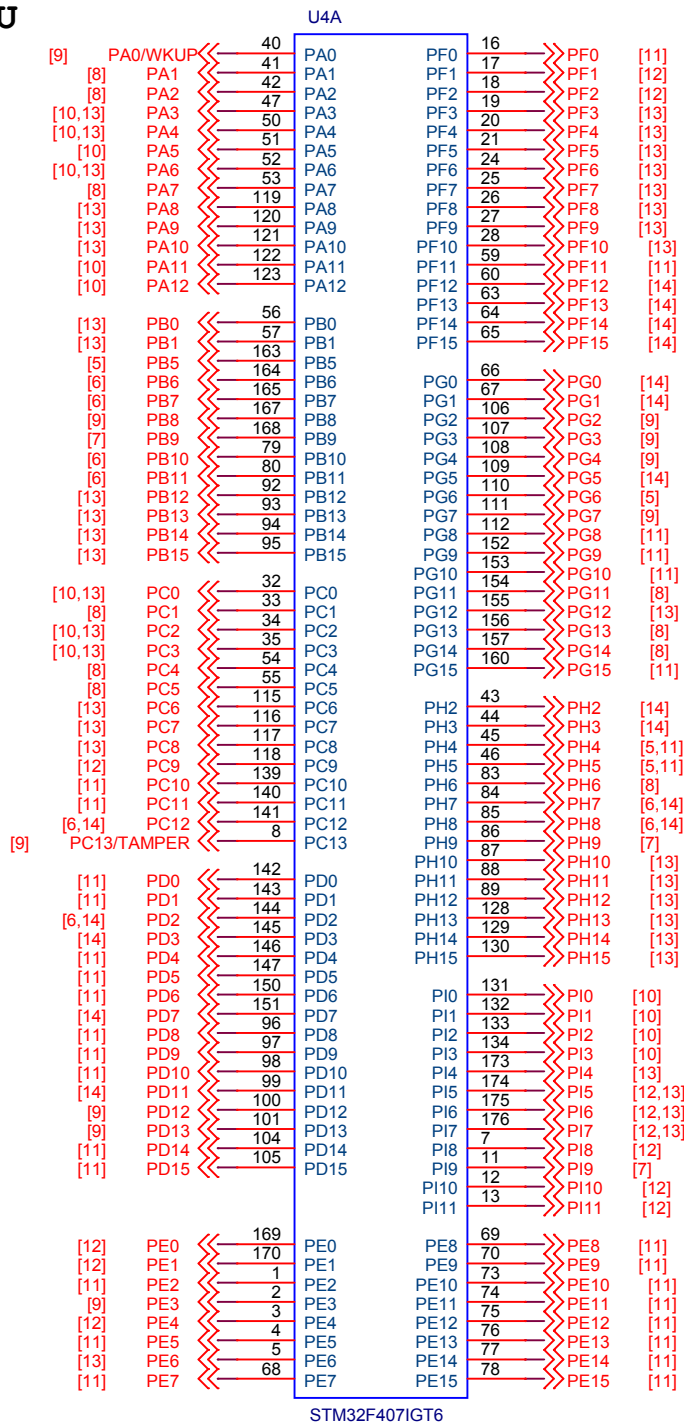 U
U4A
[9] PA0/WKUP 40 PA0 PF0 16 PF0 [11]
[8] PA1 41 PA1 PF1 17 PF1 [12]
[8] PA2 42 PA2 PF2 18 PF2 [12]
[10,13] PA3 47 PA3 PF3 19 PF3 [13]
[10,13] PA4 50 PA4 PF4 20 PF4 [13]
[10] PA5 51 PA5 PF5 21 PF5 [13]
[10,13] PA6 52 PA6 PF6 24 PF6 [13]
[8] PA7 53 PA7 PF7 25 PF7 [13]
[13] PA8 119 PA8 PF8 26 PF8 [13]
[13] PA9 120 PA9 PF9 27 PF9 [13]
[13] PA10 121 PA10 PF10 28 PF10 [13]
[10] PA11 122 PA11 PF11 59 PF11 [11]
[10] PA12 123 PA12 PF12 60 PF12 [14]
PF13 63 PF13 [14]
[13] PB0 56 PB0 PF14 64 PF14 [14]
[13] PB1 57 PB1 PF15 65 PF15 [14]
[5] PB5 163 PB5
[6] PB6 164 PB6 PG0 66 PG0 [14]
[6] PB7 165 PB7 PG1 67 PG1 [14]
[9] PB8 167 PB8 PG2 106 PG2 [9]
[7] PB9 168 PB9 PG3 107 PG3 [9]
[6] PB10 79 PB10 PG4 108 PG4 [9]
[6] PB11 80 PB11 PG5 109 PG5 [14]
[13] PB12 92 PB12 PG6 110 PG6 [5]
[13] PB13 93 PB13 PG7 111 PG7 [9]
[13] PB14 94 PB14 PG8 112 PG8 [11]
[13] PB15 95 PB15 PG9 152 PG9 [11]
PG10 153 PG10 [11]
[10,13] PC0 32 PC0 PG11 154 PG11 [8]
[8] PC1 33 PC1 PG12 155 PG12 [13]
[10,13] PC2 34 PC2 PG13 156 PG13 [8]
[10,13] PC3 35 PC3 PG14 157 PG14 [8]
[8] PC4 54 PC4 PG15 160 PG15 [11]
[8] PC5 55 PC5
[13] PC6 115 PC6 PH2 43 PH2 [14]
[13] PC7 116 PC7 PH3 44 PH3 [14]
[13] PC8 117 PC8 PH4 45 PH4 [5,11]
[12] PC9 118 PC9 PH5 46 PH5 [5,11]
[11] PC10 139 PC10 PH6 83 PH6 [8]
[11] PC11 140 PC11 PH7 84 PH7 [6,14]
[6,14] PC12 141 PC12 PH8 85 PH8 [6,14]
[9] PC13/TAMPER 8 PC13 PH9 86 PH9 [7]
PH10 87 PH10 [13]
[11] PD0 142 PD0 PH11 88 PH11 [13]
[11] PD1 143 PD1 PH12 89 PH12 [13]
[6,14] PD2 144 PD2 PH13 128 PH13 [13]
[14] PD3 145 PD3 PH14 129 PH14 [13]
[11] PD4 146 PD4 PH15 130 PH15 [13]
[11] PD5 147 PD5
[11] PD6 150 PD6 PI0 131 PI0 [10]
[14] PD7 151 PD7 PI1 132 PI1 [10]
[11] PD8 96 PD8 PI2 133 PI2 [10]
[11] PD9 97 PD9 PI3 134 PI3 [10]
[11] PD10 98 PD10 PI4 173 PI4 [13]
[14] PD11 99 PD11 PI5 174 PI5 [12,13]
[9] PD12 100 PD12 PI6 175 PI6 [12,13]
[9] PD13 101 PD13 PI7 176 PI7 [12,13]
[11] PD14 104 PD14 PI8 7 PI8 [12]
[11] PD15 105 PD15 PI9 11 PI9 [7]
PI10 12 PI10 [12]
PI11 13 PI11 [12]
[12] PE0 169 PE0 PE8 69 PE8 [11]
[12] PE1 170 PE1 PE9 70 PE9 [11]
[11] PE2 1 PE2 PE10 73 PE10 [11]
[9] PE3 2 PE3 PE11 74 PE11 [11]
[12] PE4 3 PE4 PE12 75 PE12 [11]
[11] PE5 4 PE5 PE13 76 PE13 [11]
[13] PE6 5 PE6 PE14 77 PE14 [11]
[11] PE7 68 PE7 PE15 78 PE15 [11]
STM32F407IGT6